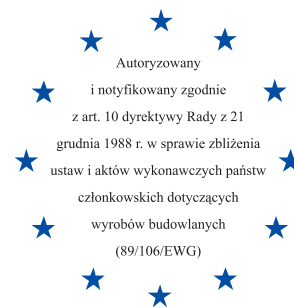 Autoryzowany
i notyfikowany zgodnie
z art. 10 dyrektywy Rady z 21
grudnia 1988 r. w sprawie zbliżenia
ustaw i aktów wykonawczych państw
członkowskich dotyczących
wyrobów budowlanych
(89/106/EWG)